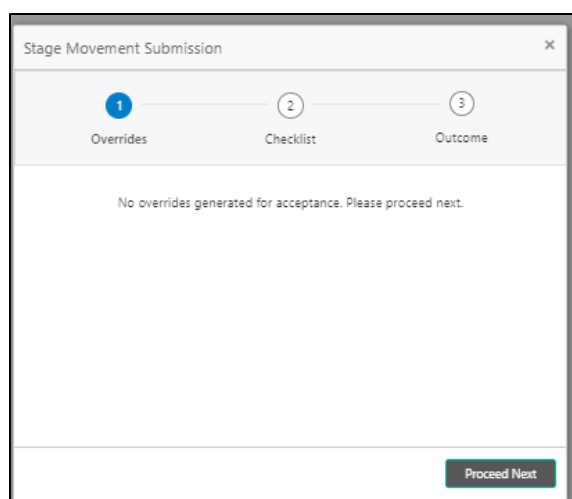 Stage Movement Submission ×
1 2 3
Overrides Checklist Outcome
No overrides generated for acceptance. Please proceed next.
Proceed Next